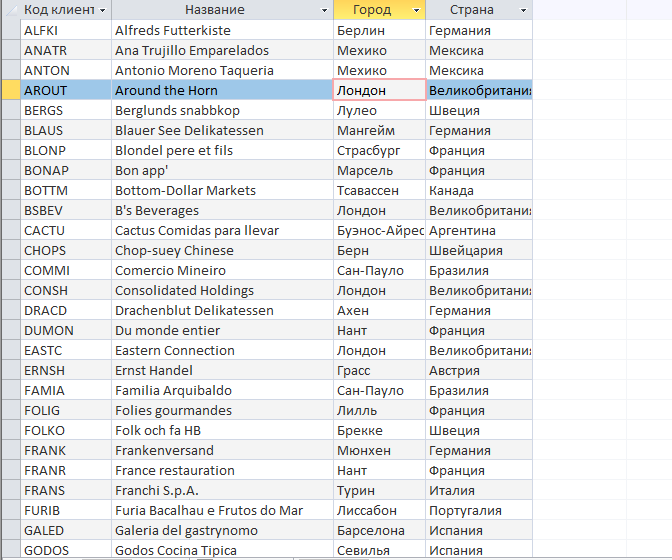 Код клиент Название Город Страна
ALFKI Alfreds Futterkiste Берлин Германия
ANATR Ana Trujillo Emparelados Мехико Мексика
ANTON Antonio Moreno Taqueria Мехико Мексика
AROUT Around the Horn Лондон Великобритания
BERGS Berglunds snabbkop Лулео Швеция
BLAUS Blauer See Delikatessen Мангейм Германия
BLONP Blondel pere et fils Страсбург Франция
BONAP Bon app' Марсель Франция
BOTTM Bottom-Dollar Markets Тсавассен Канада
BSBEV B's Beverages Лондон Великобритания
CACTU Cactus Comidas para llevar Буэнос-Айрес Аргентина
CHOPS Chop-suey Chinese Берн Швейцария
COMMI Comercio Mineiro Сан-Пауло Бразилия
CONSH Consolidated Holdings Лондон Великобритания
DRACD Drachenblut Delikatessen Ахен Германия
DUMON Du monde entier Нант Франция
EASTC Eastern Connection Лондон Великобритания
ERNSH Ernst Handel Грасс Австрия
FAMIA Familia Arquibaldo Сан-Пауло Бразилия
FOLIG Folies gourmandes Лилль Франция
FOLKO Folk och fa HB Брекке Швеция
FRANK Frankenversand Мюнхен Германия
FRANR France restauration Нант Франция
FRANS Franchi S.p.A. Турин Италия
FURIB Furia Bacalhau e Frutos do Mar Лиссабон Португалия
GALED Galeria del gastrynomo Барселона Испания
GODOS Godos Cocina Tipica Севилья Испания